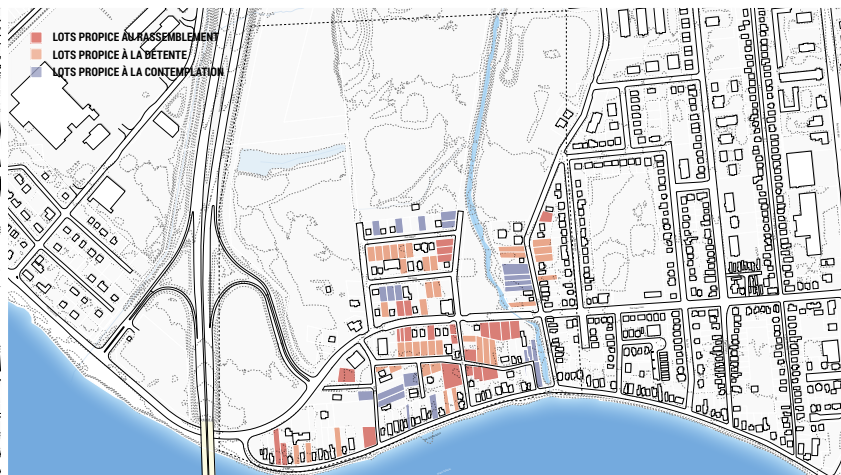 LOTS PROPICE AU RASSEMBLEMENT
LOTS PROPICE À LA DÉTENTE
LOTS PROPICE À LA CONTEMPLATION